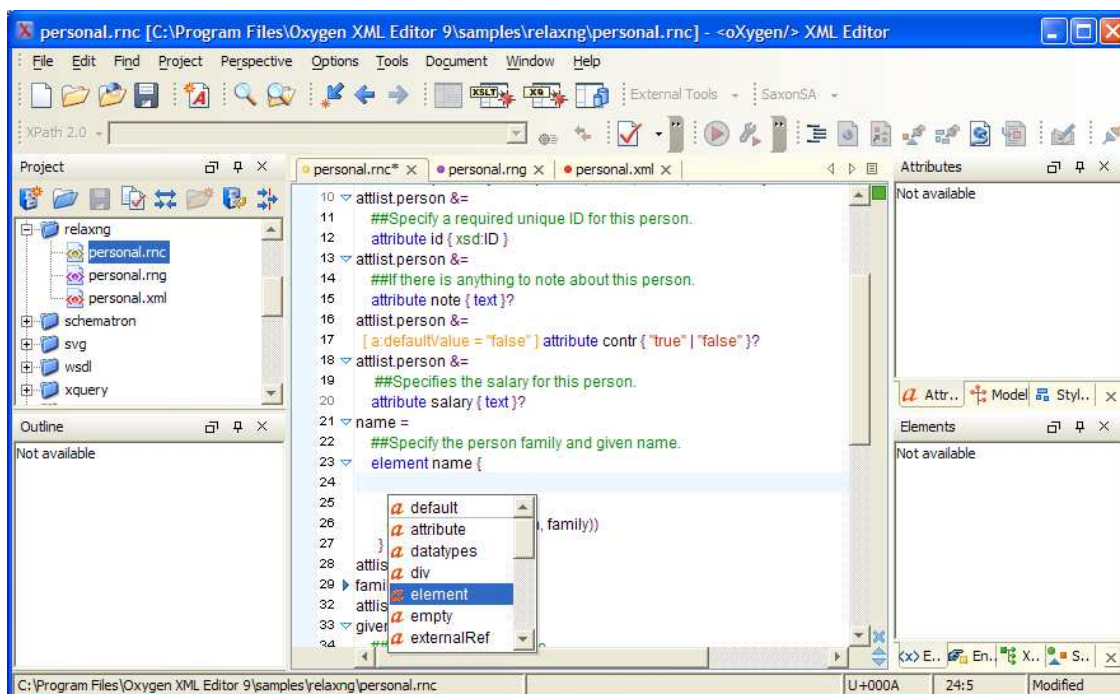 personal.rnc [C:\Program Files\Oxygen XML Editor 9\samples\relaxng\personal.rnc] - <oXygen/> XML Editor
File Edit Find Project Perspective Options Tools Document Window Help
XSLT XQ External Tools SaxonSA
XPath 2.0
Project
relaxng
personal.rnc
personal.rng
personal.xml
schematron
svg
wsdl
xquery
Outline
Not available
personal.rnc* personal.rng personal.xml
10 attlist.person &=
11 ##Specify a required unique ID for this person.
12 attribute id { xsd:ID }
13 attlist.person &=
14 ##If there is anything to note about this person.
15 attribute note { text }?
16 attlist.person &=
17 [ a:defaultValue = "false" ] attribute contr { "true" | "false" }?
18 attlist.person &=
19 ##Specifies the salary for this person.
20 attribute salary { text }?
21 name =
22 ##Specify the person family and given name.
23 element name {
24
25
26 , family))
27 }
28 attlis
29 fami
32 attlis
33 given
34 ##
default
attribute
datatypes
div
element
empty
externalRef
Attributes
Not available
Attr.. Model Styl..
Elements
Not available
E.. En.. X.. S..
C:\Program Files\Oxygen XML Editor 9\samples\relaxng\personal.rnc U+000A 24:5 Modified